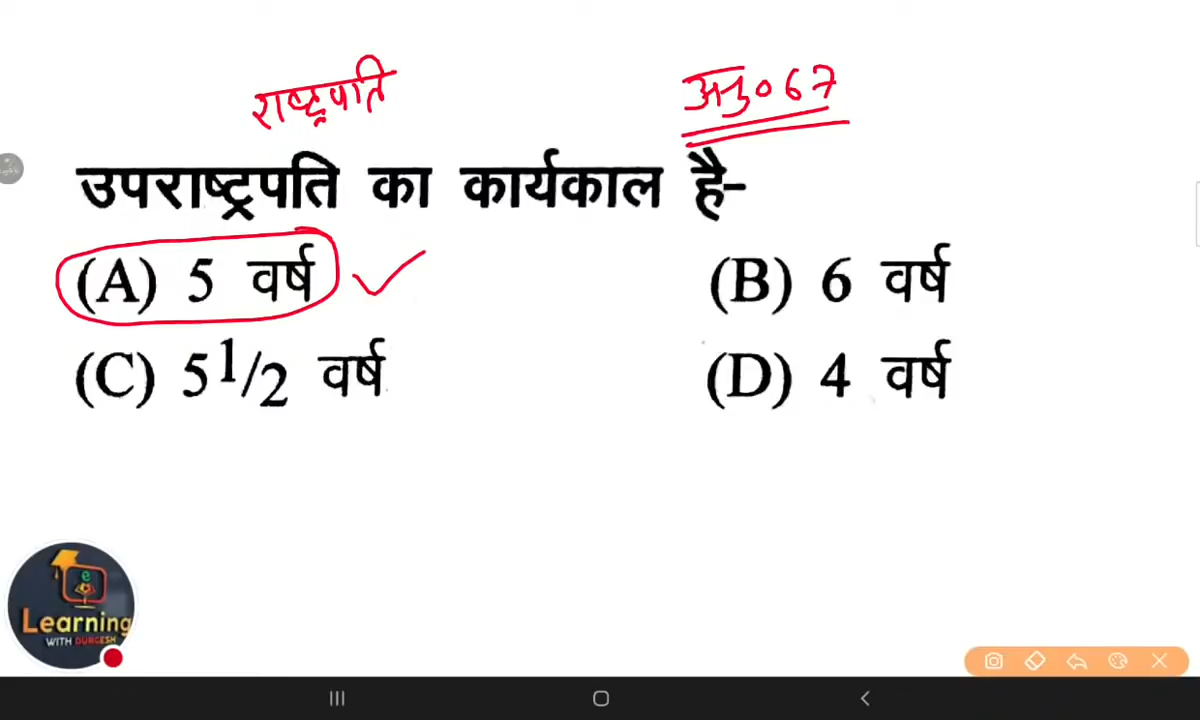 राष्ट्रपति
अनु० 67
उपराष्ट्रपति का कार्यकाल है-
(A) 5 वर्ष
(B) 6 वर्ष
(C) 5 1/2 वर्ष
(D) 4 वर्ष
e
Learning
WITH DURGESH